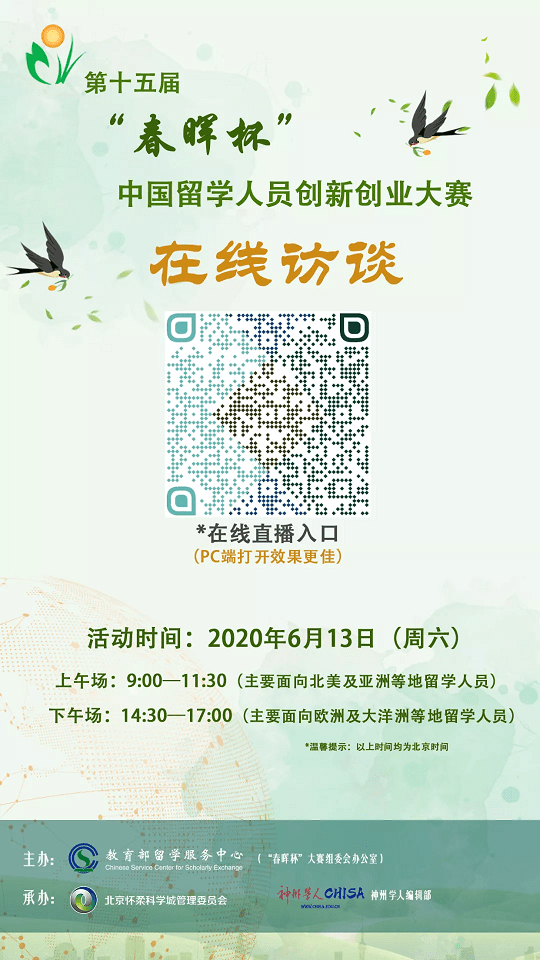 第十五届
“春晖杯”
中国留学人员创新创业大赛
在线访谈
*在线直播入口
（PC端打开效果更佳）
活动时间：2020年6月13日（周六）
上午场：9:00—11:30（主要面向北美及亚洲等地留学人员）
下午场：14:30—17:00（主要面向欧洲及大洋洲等地留学人员）
*温馨提示：以上时间均为北京时间
主办： 教育部留学服务中心 （“春晖杯”大赛组委会办公室）
Chinese Service Center for Scholarly Exchange
承办： 北京怀柔科学城管理委员会 神州学人 CHISA 神州学人编辑部
WWW.CHISA.EDU.CN